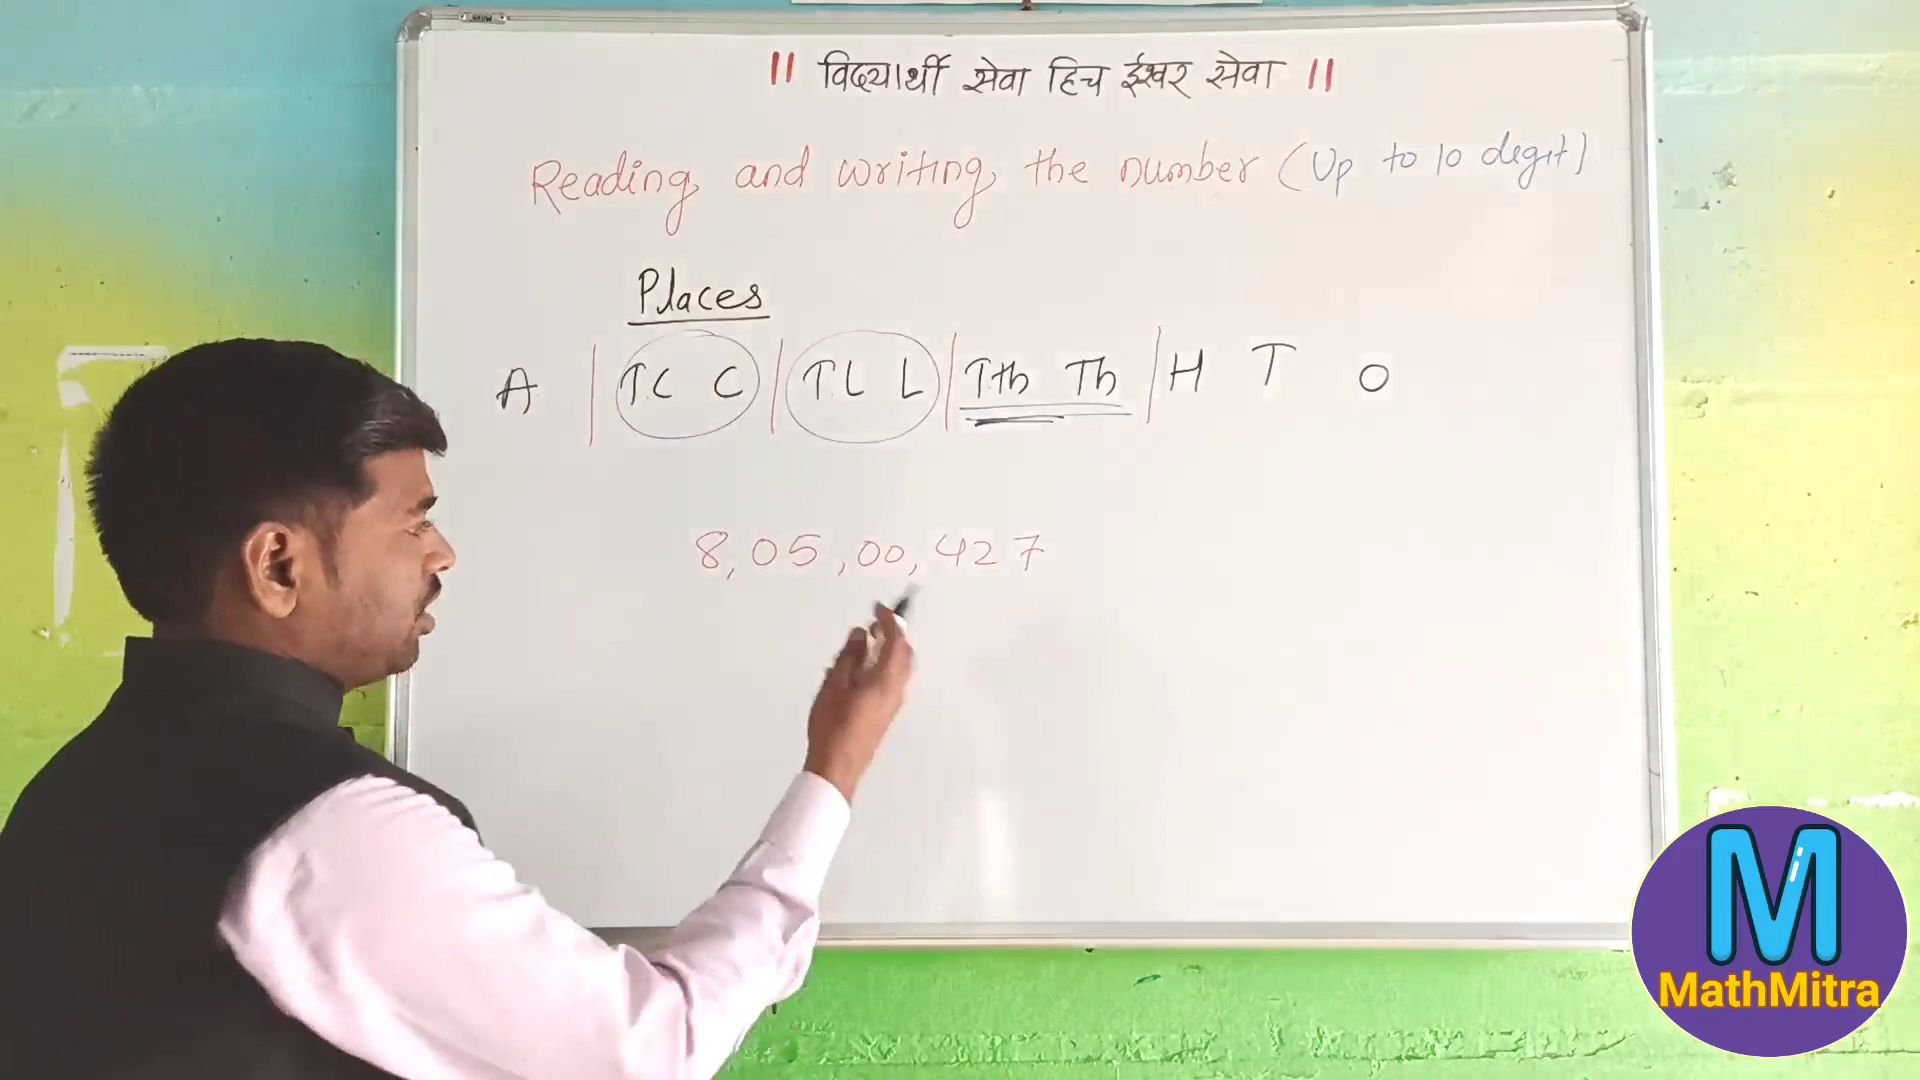 || विद्यार्थी सेवा हिच ईश्वर सेवा ||
Reading and writing the number (Up to 10 degit)
Places
A | T.C C | T.L L | T.th Th | H T O
8,05,00,427
M
MathMitra